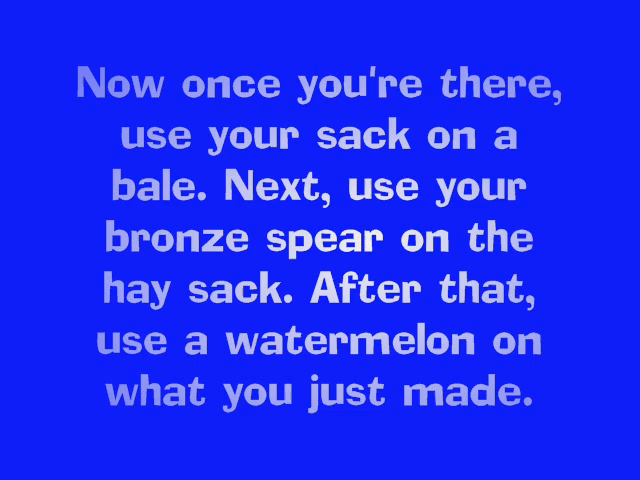 Now once you're there,
use your sack on a
bale. Next, use your
bronze spear on the
hay sack. After that,
use a watermelon on
what you just made.